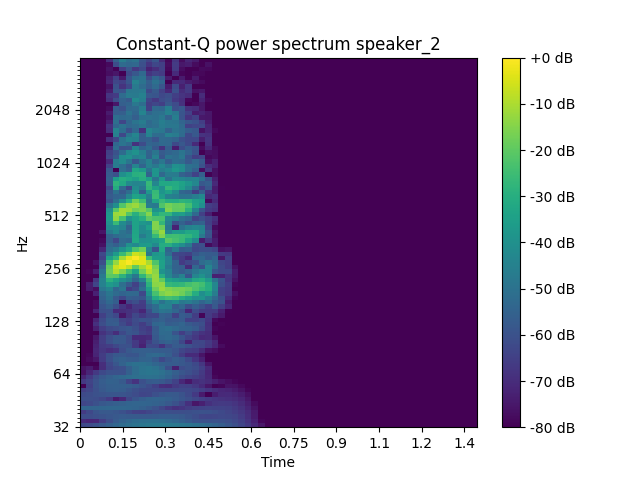 Constant-Q power spectrum speaker_2
Hz
2048
1024
512
256
128
64
32
0 0.15 0.3 0.45 0.6 0.75 0.9 1.1 1.2 1.4
Time
+0 dB
-10 dB
-20 dB
-30 dB
-40 dB
-50 dB
-60 dB
-70 dB
-80 dB